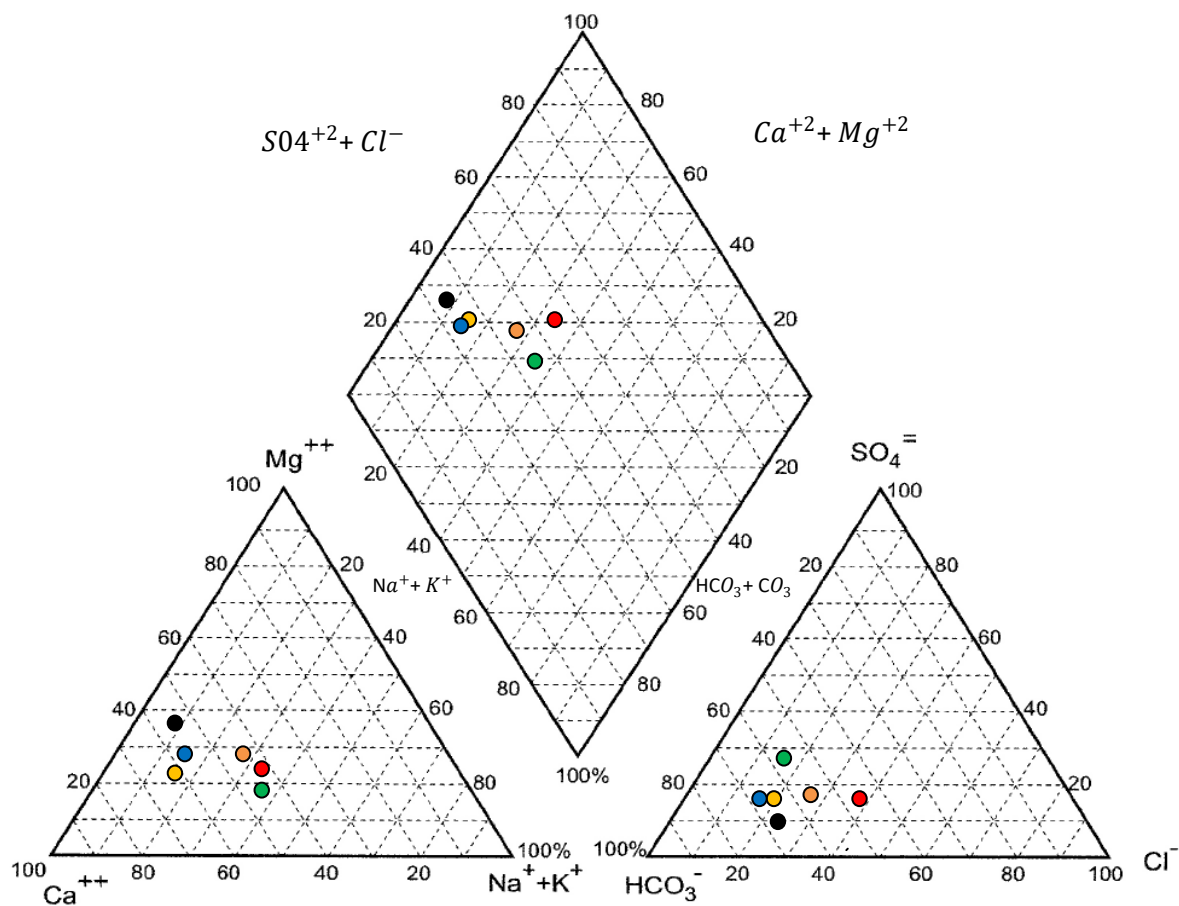 100
80 80
𝑆04⁺² + 𝐶𝑙⁻ 𝐶𝑎⁺² + 𝑀𝑔⁺²
60 60
40 40
20 20
Mg⁺⁺ SO₄⁼
100 20 20 100
80 20 40 40 20 80
Na⁺ + K⁺ HCO₃ + CO₃
60 40 60 60 40 60
80 80
40 60 100% 60 40
20 80 80 20
100 80 60 40 20 100% 100% 20 40 60 80 100
Ca⁺⁺ Na⁺+K⁺ HCO₃⁻ Cl⁻